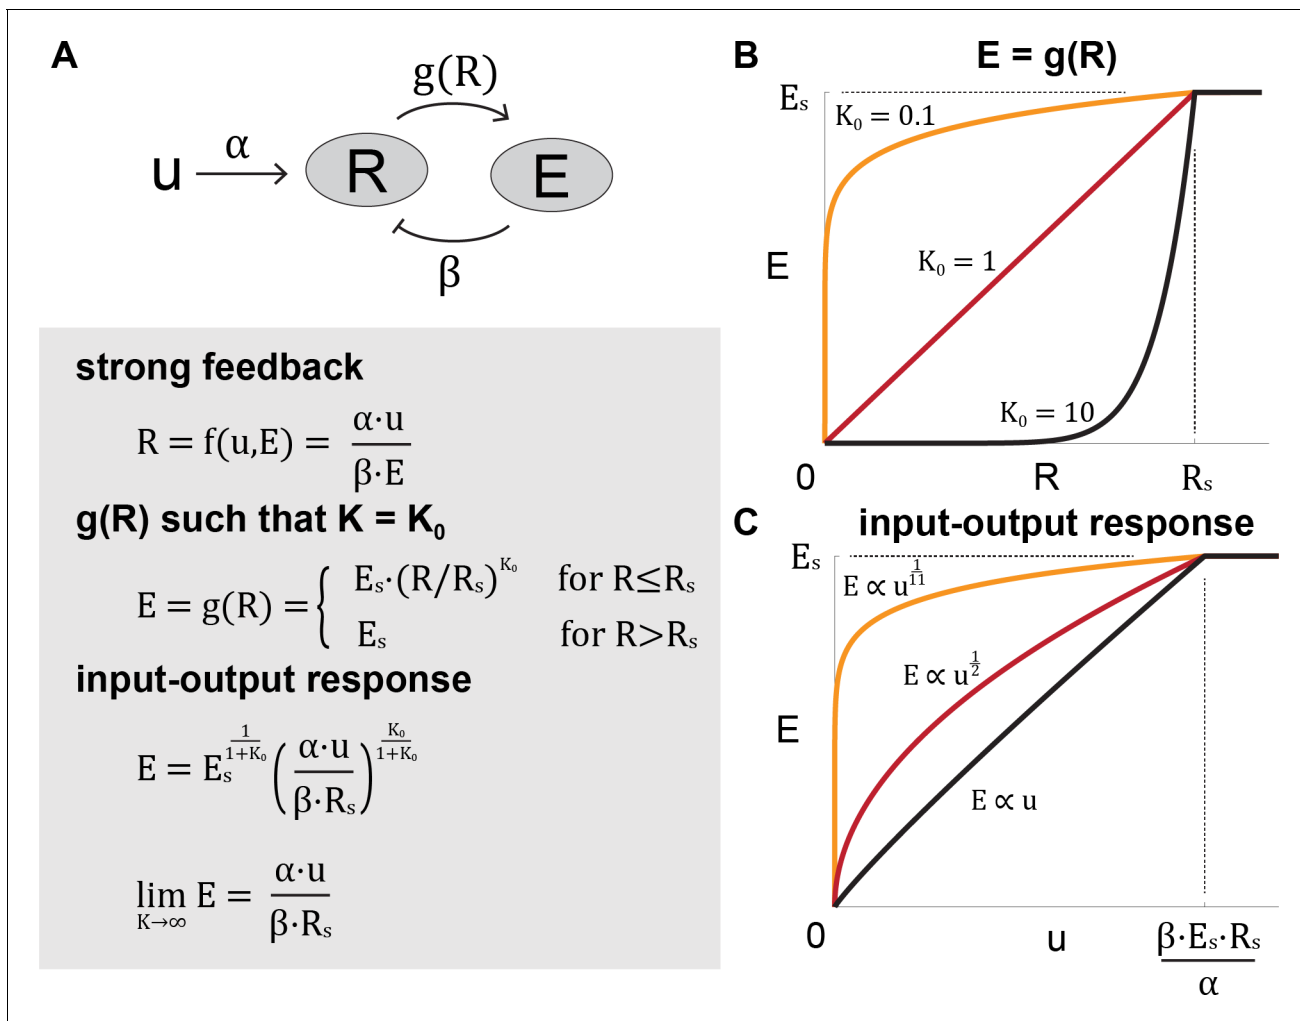 A
g(R)
u
α
R
E
β
strong feedback
R = f(u,E) = α·u / β·E
g(R) such that K = K₀
E = g(R) = { Eₛ·(R/Rₛ)^K₀ for R≤Rₛ
Eₛ for R>Rₛ
input-output response
E = Eₛ^(1/(1+K₀)) (α·u / β·Rₛ)^(K₀/(1+K₀))
lim K→∞ E = α·u / β·Rₛ
B
E = g(R)
Eₛ
K₀ = 0.1
E
K₀ = 1
K₀ = 10
0
R
Rₛ
C
input-output response
Eₛ
E ∝ u^(1/11)
E ∝ u^(1/2)
E
E ∝ u
0
u
β·Eₛ·Rₛ / α